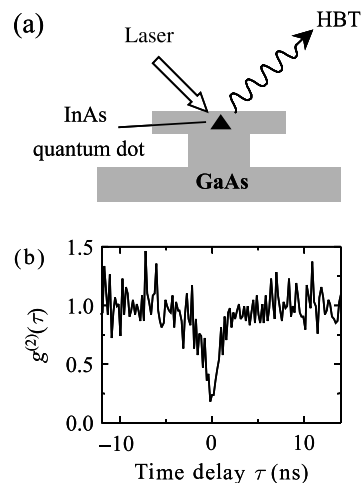 (a)
HBT
Laser
InAs
quantum dot
GaAs
(b)
1.5
1.0
0.5
0.0
g(2)(τ)
−10
0
10
Time delay τ (ns)